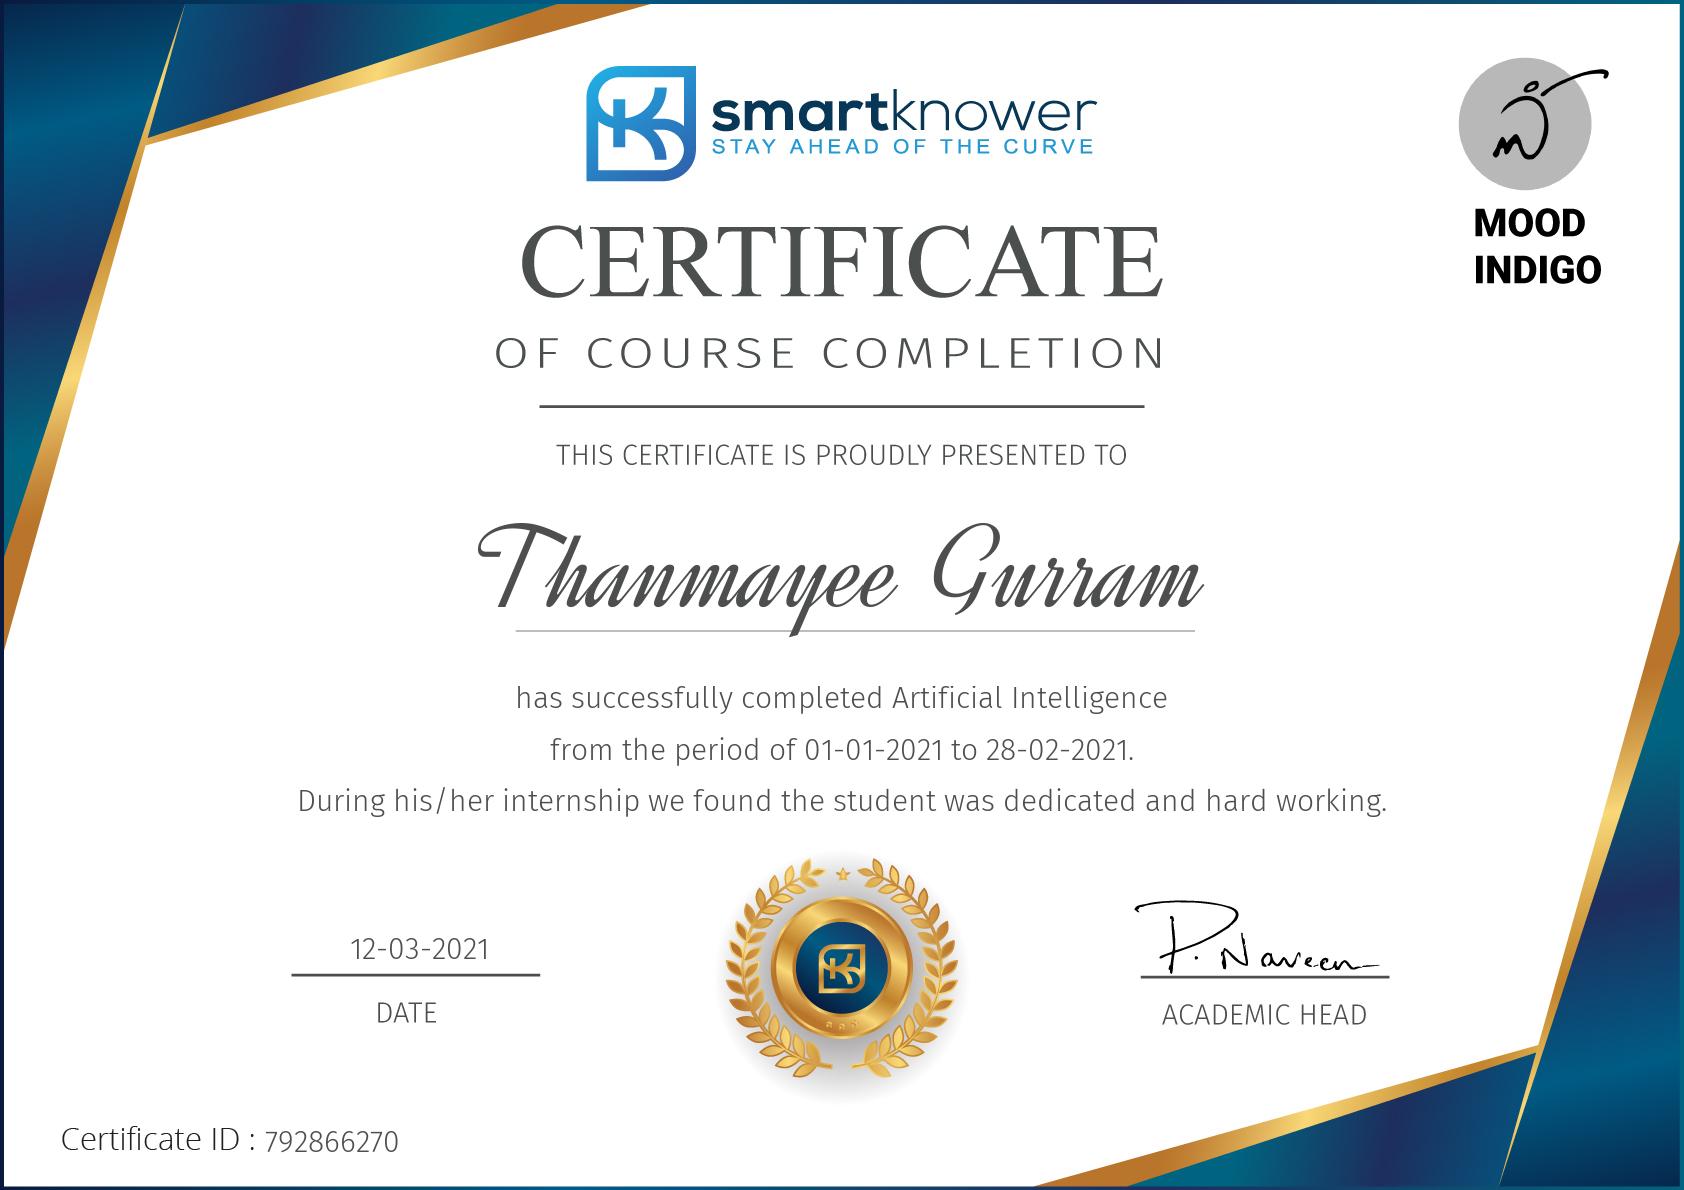 smartknower
STAY AHEAD OF THE CURVE
MOOD
INDIGO
CERTIFICATE
OF COURSE COMPLETION
THIS CERTIFICATE IS PROUDLY PRESENTED TO
Thanmayee Gurram
has successfully completed Artificial Intelligence
from the period of 01-01-2021 to 28-02-2021.
During his/her internship we found the student was dedicated and hard working.
12-03-2021
DATE
P. Naveen
ACADEMIC HEAD
Certificate ID : 792866270